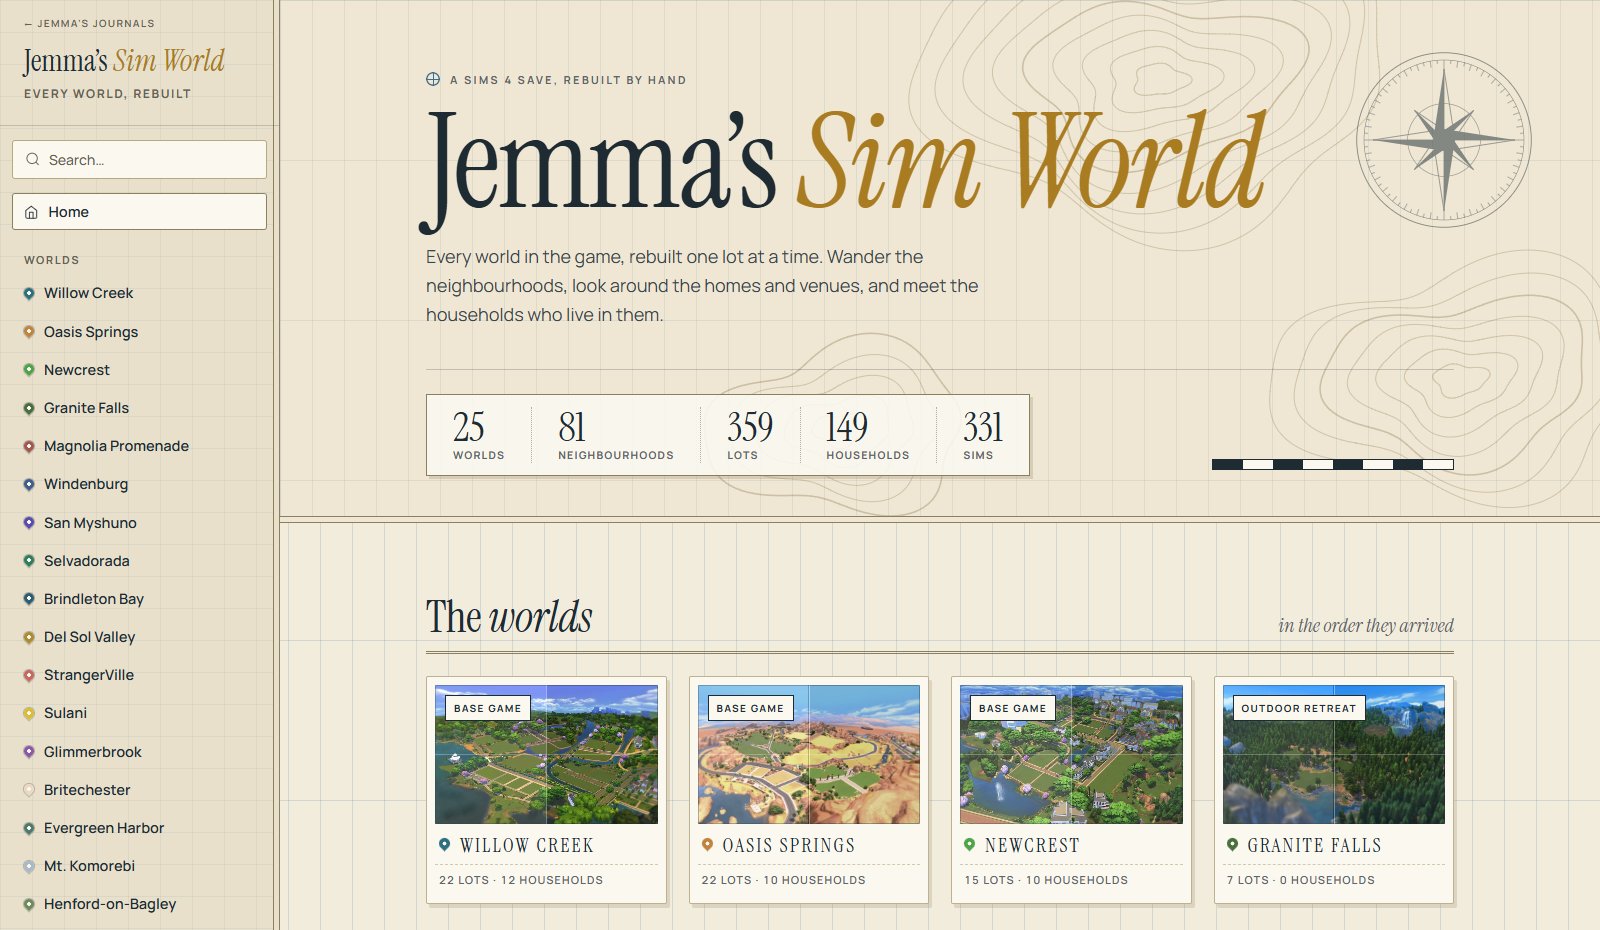 ← JEMMA'S JOURNALS
Jemma's Sim World
EVERY WORLD, REBUILT
Search...
Home
WORLDS
Willow Creek
Oasis Springs
Newcrest
Granite Falls
Magnolia Promenade
Windenburg
San Myshuno
Selvadorada
Brindleton Bay
Del Sol Valley
StrangerVille
Sulani
Glimmerbrook
Britechester
Evergreen Harbor
Mt. Komorebi
Henford-on-Bagley
A SIMS 4 SAVE, REBUILT BY HAND
Jemma's Sim World
Every world in the game, rebuilt one lot at a time. Wander the
neighbourhoods, look around the homes and venues, and meet the
households who live in them.
25
WORLDS
81
NEIGHBOURHOODS
359
LOTS
149
HOUSEHOLDS
331
SIMS
The worlds
in the order they arrived
BASE GAME
WILLOW CREEK
22 LOTS · 12 HOUSEHOLDS
BASE GAME
OASIS SPRINGS
22 LOTS · 10 HOUSEHOLDS
BASE GAME
NEWCREST
15 LOTS · 10 HOUSEHOLDS
OUTDOOR RETREAT
GRANITE FALLS
7 LOTS · 0 HOUSEHOLDS